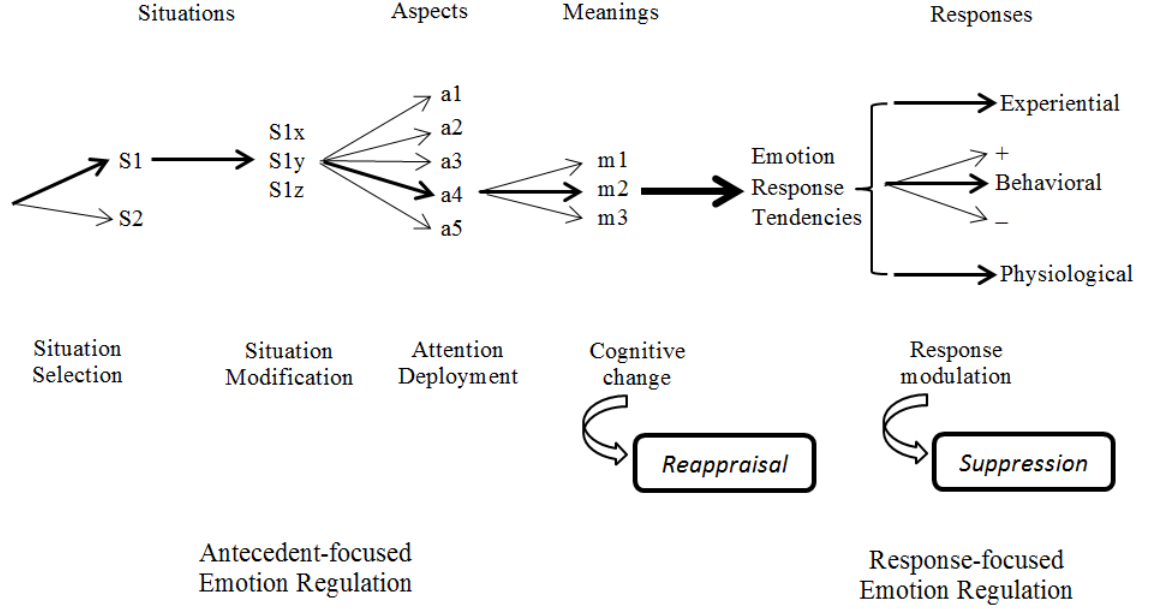 Situations
Aspects
Meanings
Responses
S1
S2
S1x
S1y
S1z
a1
a2
a3
a4
a5
m1
m2
m3
Emotion
Response
Tendencies
Experiential
+
Behavioral
_
Physiological
Situation
Selection
Situation
Modification
Attention
Deployment
Cognitive
change
Response
modulation
Reappraisal
Suppression
Antecedent-focused
Emotion Regulation
Response-focused
Emotion Regulation